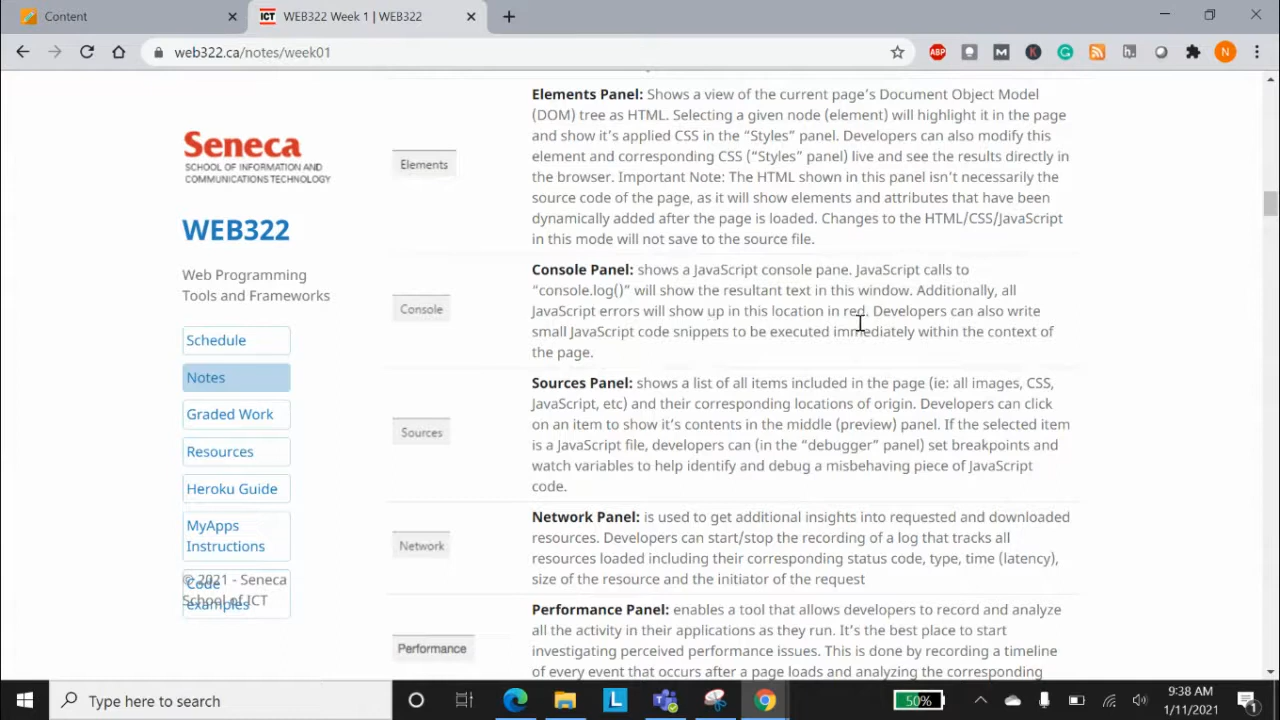 Content
ICT
WEB322 Week 1 | WEB322
web322.ca/notes/week01
ABP
N
Seneca
SCHOOL OF INFORMATION AND
COMMUNICATIONS TECHNOLOGY
WEB322
Web Programming
Tools and Frameworks
Schedule
Notes
Graded Work
Resources
Heroku Guide
MyApps
Instructions
Code
examples
© 2021 - Seneca
School of ICT
Elements
Elements Panel: Shows a view of the current page's Document Object Model
(DOM) tree as HTML. Selecting a given node (element) will highlight it in the page
and show it's applied CSS in the “Styles” panel. Developers can also modify this
element and corresponding CSS (“Styles” panel) live and see the results directly in
the browser. Important Note: The HTML shown in this panel isn't necessarily the
source code of the page, as it will show elements and attributes that have been
dynamically added after the page is loaded. Changes to the HTML/CSS/JavaScript
in this mode will not save to the source file.
Console
Console Panel: shows a JavaScript console pane. JavaScript calls to
“console.log()” will show the resultant text in this window. Additionally, all
JavaScript errors will show up in this location in red. Developers can also write
small JavaScript code snippets to be executed immediately within the context of
the page.
Sources
Sources Panel: shows a list of all items included in the page (ie: all images, CSS,
JavaScript, etc) and their corresponding locations of origin. Developers can click
on an item to show it's contents in the middle (preview) panel. If the selected item
is a JavaScript file, developers can (in the “debugger” panel) set breakpoints and
watch variables to help identify and debug a misbehaving piece of JavaScript
code.
Network
Network Panel: is used to get additional insights into requested and downloaded
resources. Developers can start/stop the recording of a log that tracks all
resources loaded including their corresponding status code, type, time (latency),
size of the resource and the initiator of the request
Performance
Performance Panel: enables a tool that allows developers to record and analyze
all the activity in their applications as they run. It's the best place to start
investigating perceived performance issues. This is done by recording a timeline
of every event that occurs after a page loads and analyzing the corresponding
Type here to search
50%
9:38 AM
1/11/2021
1